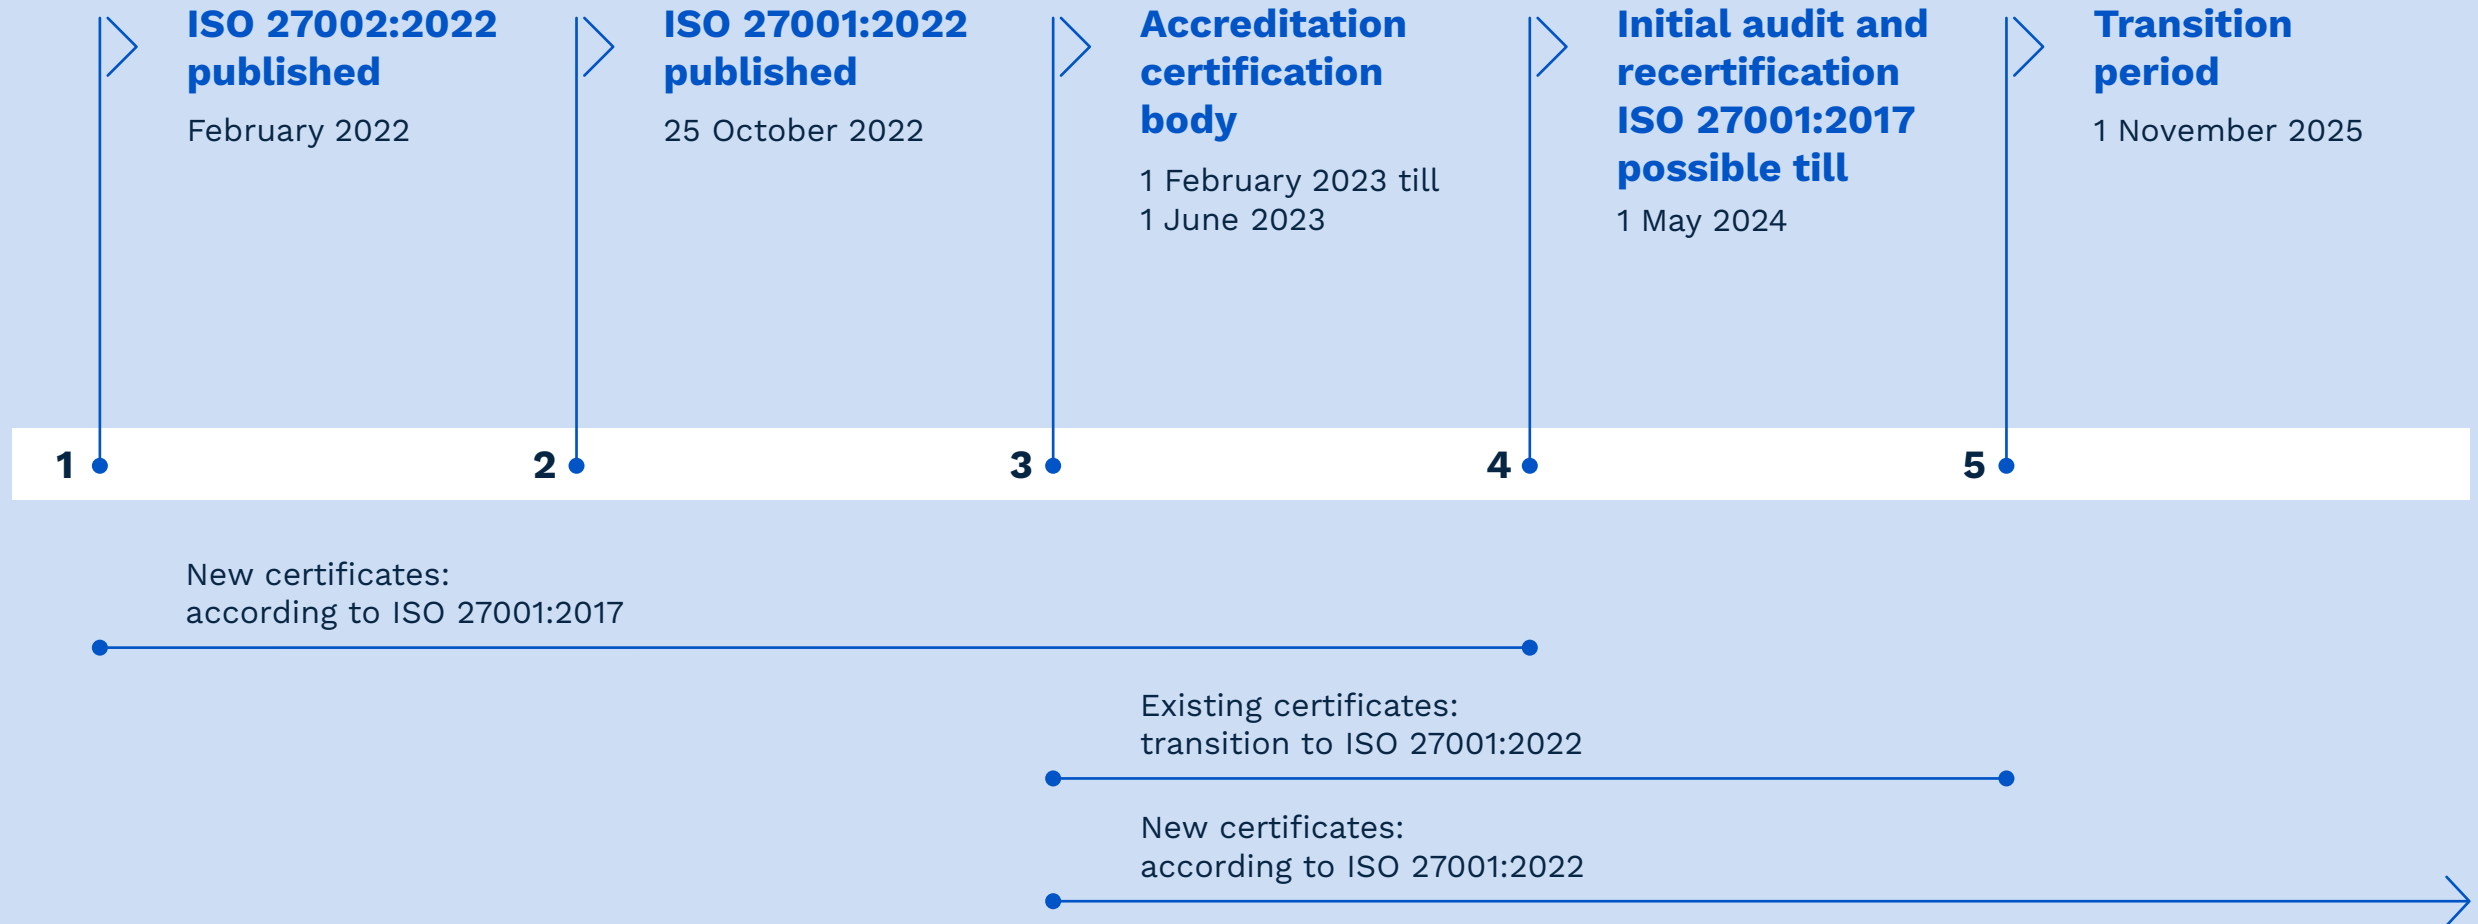 ISO 27002:2022
published
February 2022
ISO 27001:2022
published
25 October 2022
Accreditation
certification
body
1 February 2023 till
1 June 2023
Initial audit and
recertification
ISO 27001:2017
possible till
1 May 2024
Transition
period
1 November 2025
1
2
3
4
5
New certificates:
according to ISO 27001:2017
Existing certificates:
transition to ISO 27001:2022
New certificates:
according to ISO 27001:2022